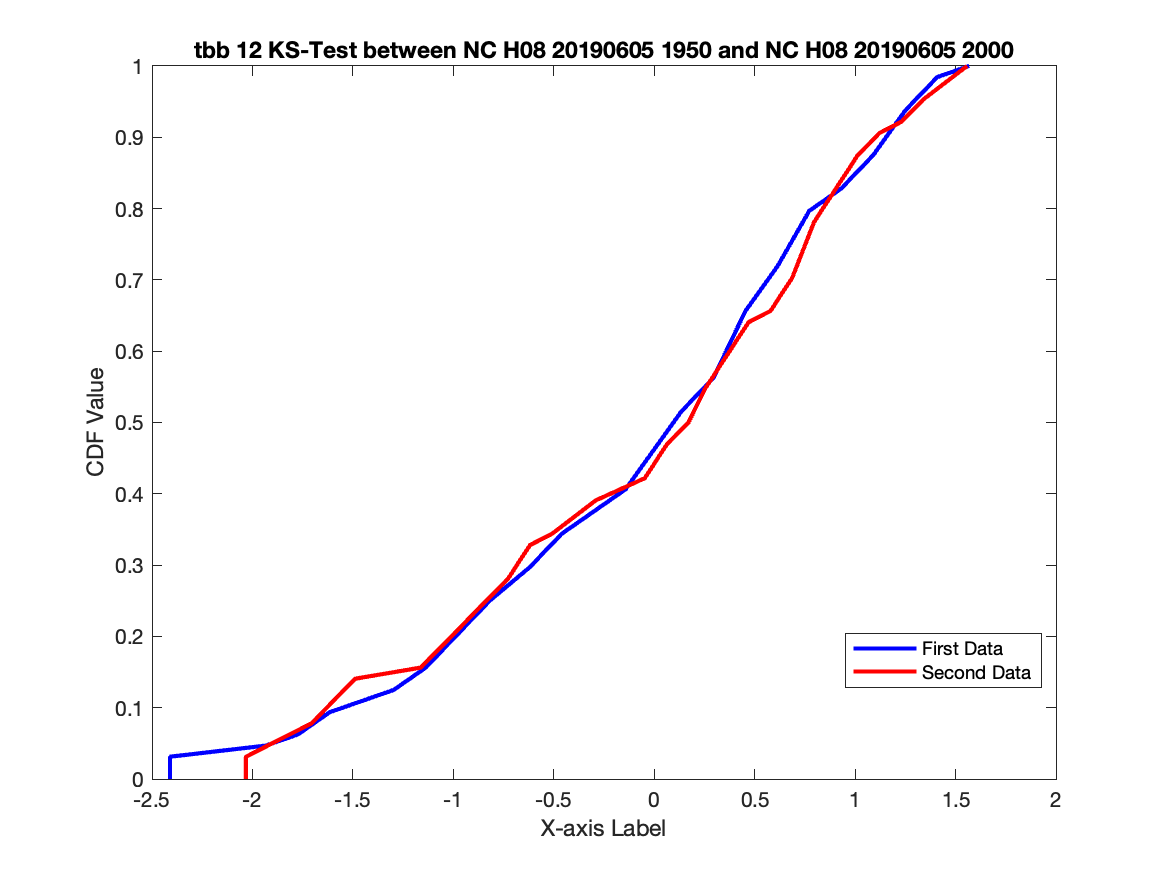 tbb 12 KS-Test between NC H08 20190605 1950 and NC H08 20190605 2000
1
0.9
0.8
0.7
0.6
0.5
0.4
0.3
0.2
0.1
0
CDF Value
First Data
Second Data
-2.5 -2 -1.5 -1 -0.5 0 0.5 1 1.5 2
X-axis Label